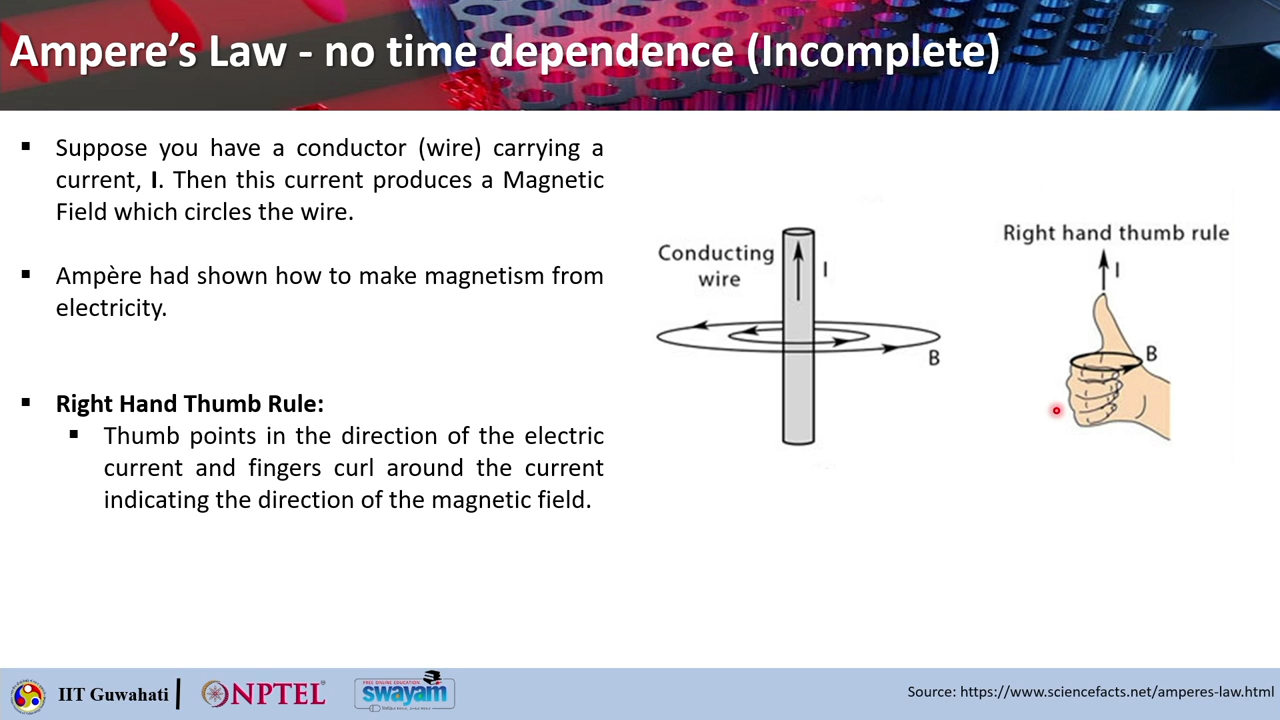 Ampere's Law - no time dependence (Incomplete)
▪ Suppose you have a conductor (wire) carrying a
current, I. Then this current produces a Magnetic
Field which circles the wire.
▪ Ampère had shown how to make magnetism from
electricity.
▪ Right Hand Thumb Rule:
▪ Thumb points in the direction of the electric
current and fingers curl around the current
indicating the direction of the magnetic field.
Conducting
wire
I
B
Right hand thumb rule
I
B
IIT Guwahati
NPTEL
FREE ONLINE EDUCATION
swayam
Source: https://www.sciencefacts.net/amperes-law.html